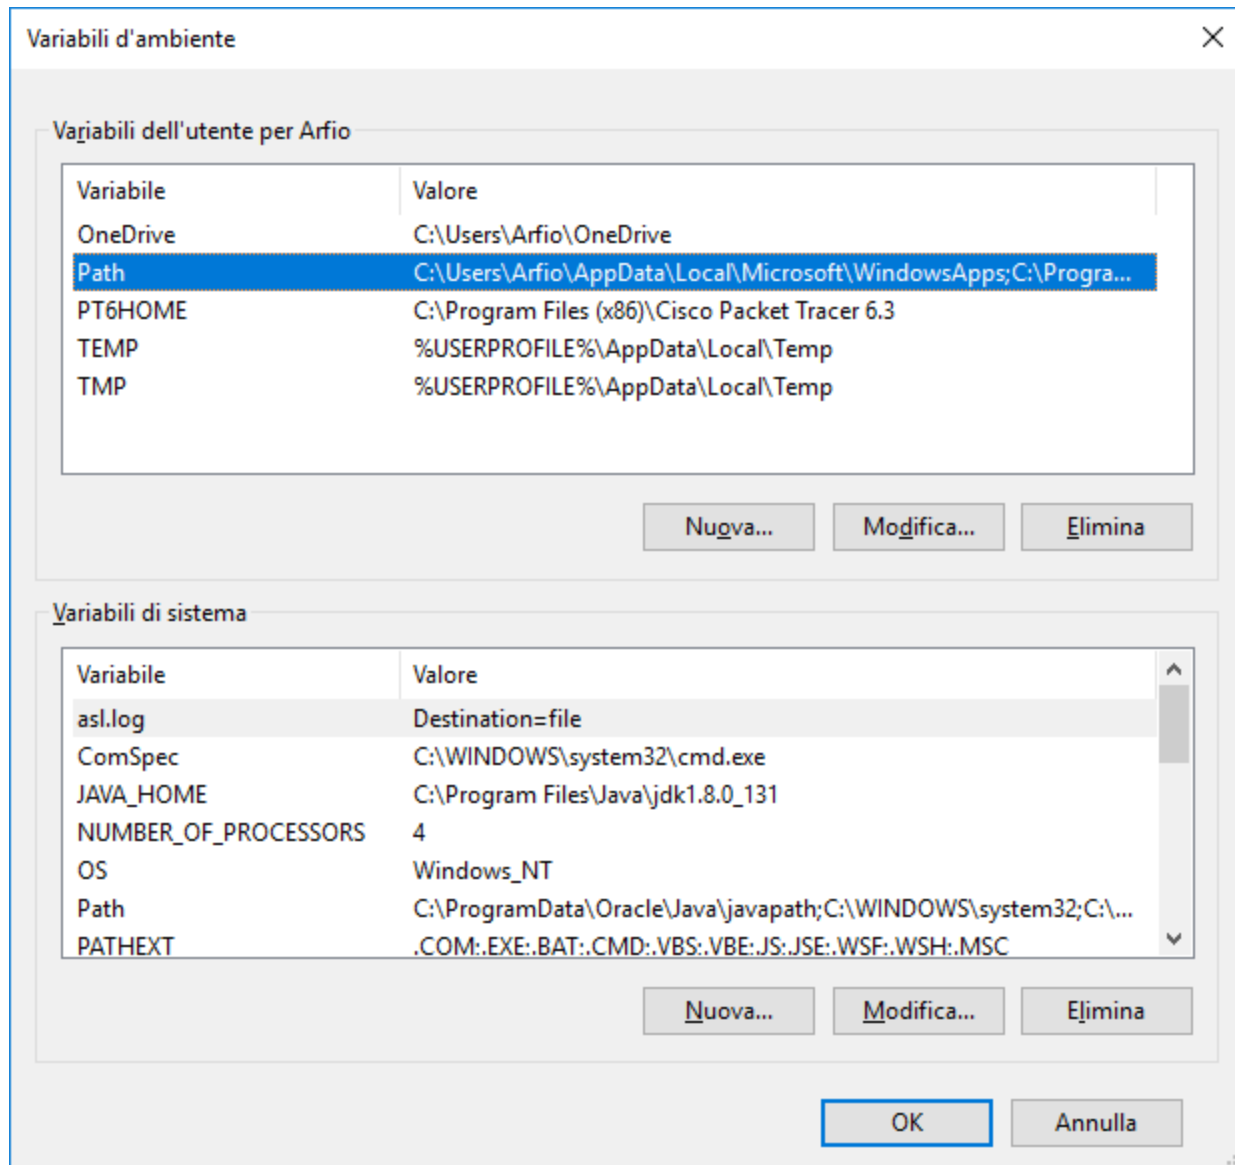 Variabili d'ambiente
Variabili dell'utente per Arfio
Variabile Valore
OneDrive C:\Users\Arfio\OneDrive
Path C:\Users\Arfio\AppData\Local\Microsoft\WindowsApps;C:\Progra...
PT6HOME C:\Program Files (x86)\Cisco Packet Tracer 6.3
TEMP %USERPROFILE%\AppData\Local\Temp
TMP %USERPROFILE%\AppData\Local\Temp
Nuova... Modifica... Elimina
Variabili di sistema
Variabile Valore
asl.log Destination=file
ComSpec C:\WINDOWS\system32\cmd.exe
JAVA_HOME C:\Program Files\Java\jdk1.8.0_131
NUMBER_OF_PROCESSORS 4
OS Windows_NT
Path C:\ProgramData\Oracle\Java\javapath;C:\WINDOWS\system32;C:\...
PATHEXT .COM;.EXE;.BAT;.CMD;.VBS;.VBE;.JS;.JSE;.WSF;.WSH;.MSC
Nuova... Modifica... Elimina
OK Annulla